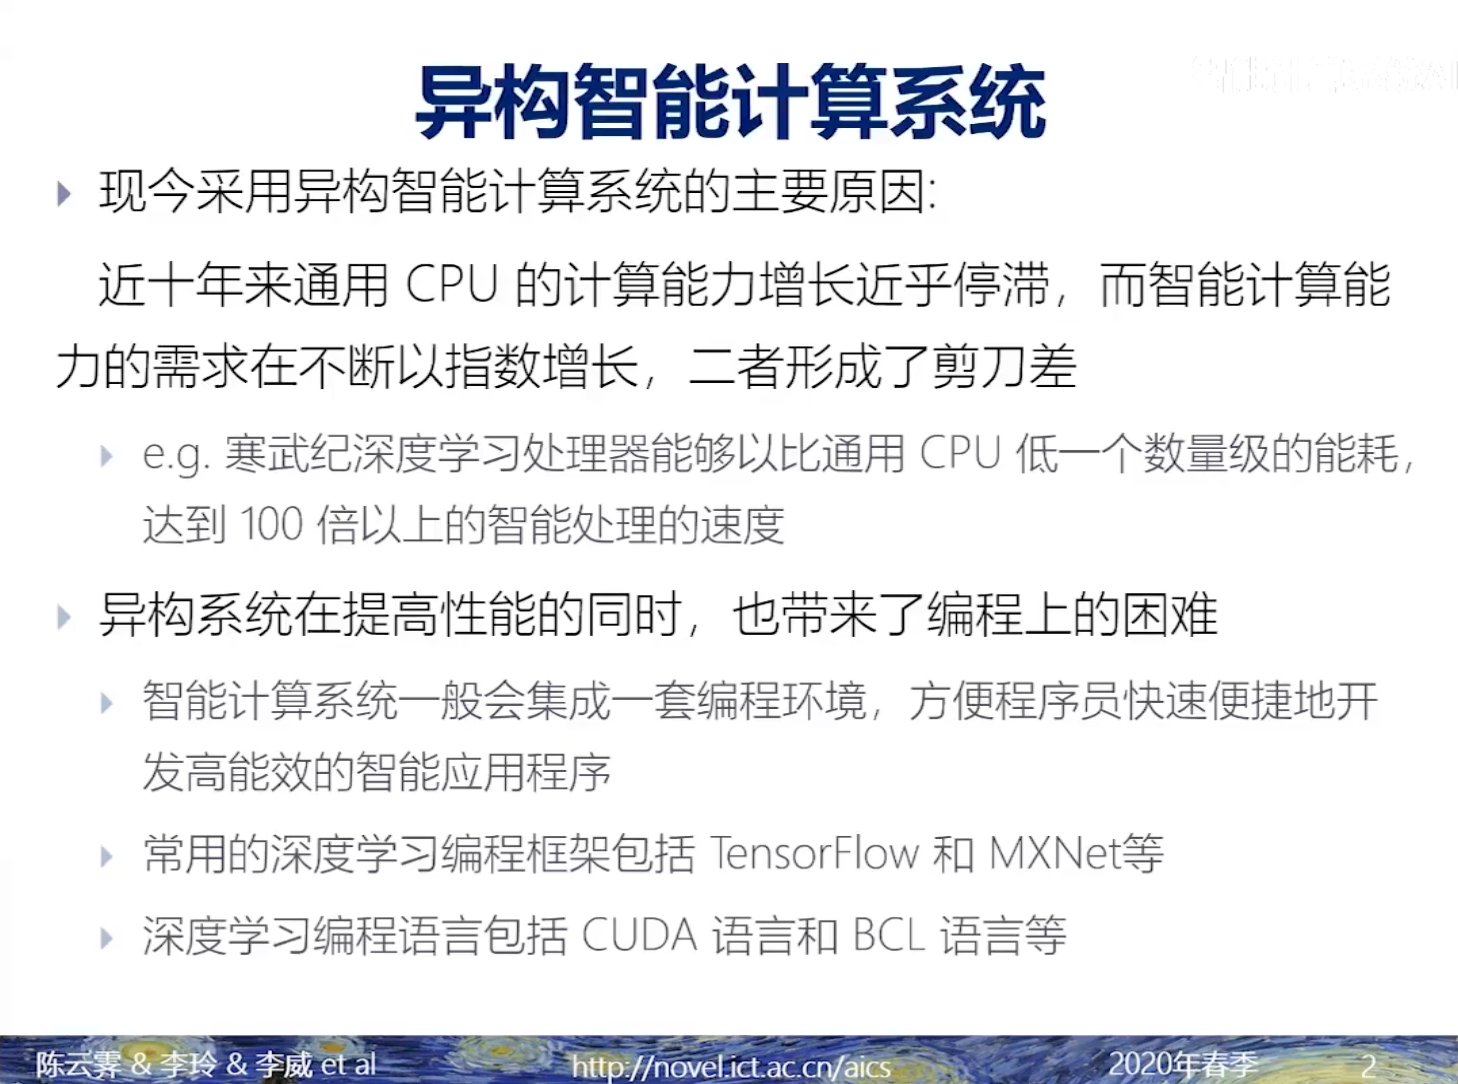 异构智能计算系统
现今采用异构智能计算系统的主要原因:
近十年来通用 CPU 的计算能力增长近乎停滞，而智能计算能
力的需求在不断以指数增长，二者形成了剪刀差
e.g. 寒武纪深度学习处理器能够以比通用 CPU 低一个数量级的能耗，
达到 100 倍以上的智能处理的速度
异构系统在提高性能的同时，也带来了编程上的困难
智能计算系统一般会集成一套编程环境，方便程序员快速便捷地开
发高能效的智能应用程序
常用的深度学习编程框架包括 TensorFlow 和 MXNet等
深度学习编程语言包括 CUDA 语言和 BCL 语言等
陈云霁 & 李玲 & 李威 et al
http://novel.ict.ac.cn/aics
2020年春季
2